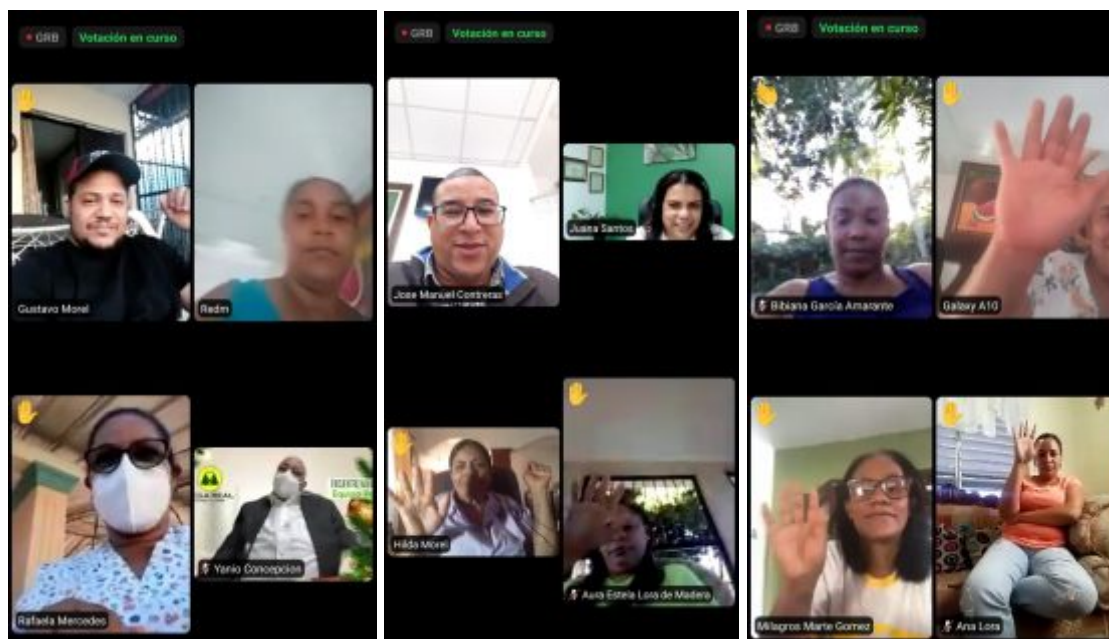 GRB Votación en curso
Gustavo Morel
Redm
Rafaela Mercedes
Yanio Concepcion
GRB Votación en curso
Jose Manuel Contreras
Juana Santos
Hilda Morel
Aura Estela Lora de Madera
GRB Votación en curso
Bibiana García Amarante
Galaxy A10
Milagros Marte Gomez
Ana Lora